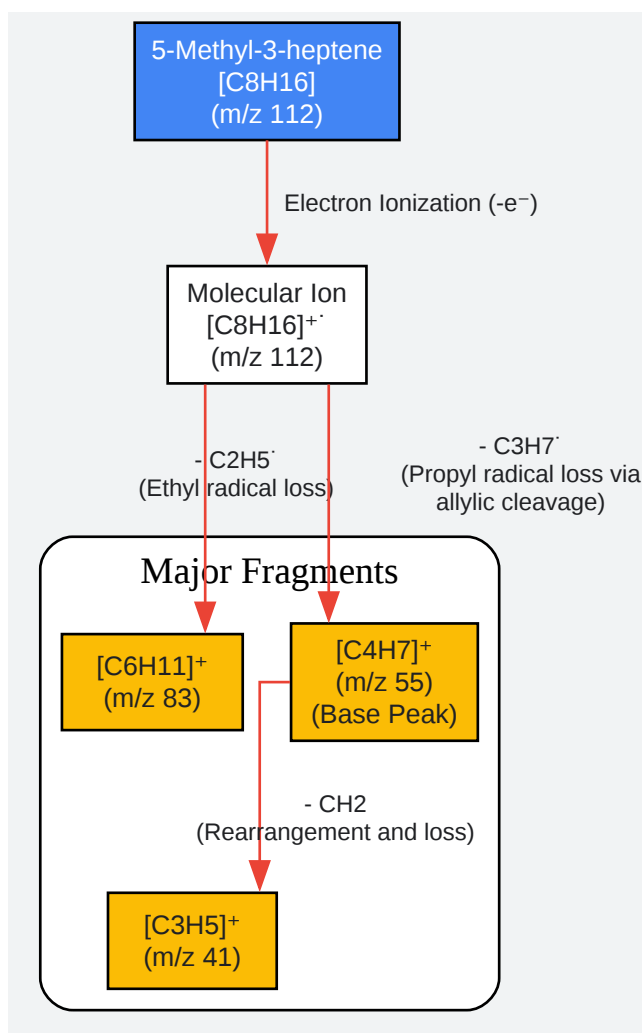 5-Methyl-3-heptene
[C8H16]
(m/z 112)
Electron Ionization (-e⁻)
Molecular Ion
[C8H16]⁺˙
(m/z 112)
- C2H5˙
(Ethyl radical loss)
- C3H7˙
(Propyl radical loss via
allylic cleavage)
Major Fragments
[C6H11]⁺
(m/z 83)
[C4H7]⁺
(m/z 55)
(Base Peak)
- CH2
(Rearrangement and loss)
[C3H5]⁺
(m/z 41)